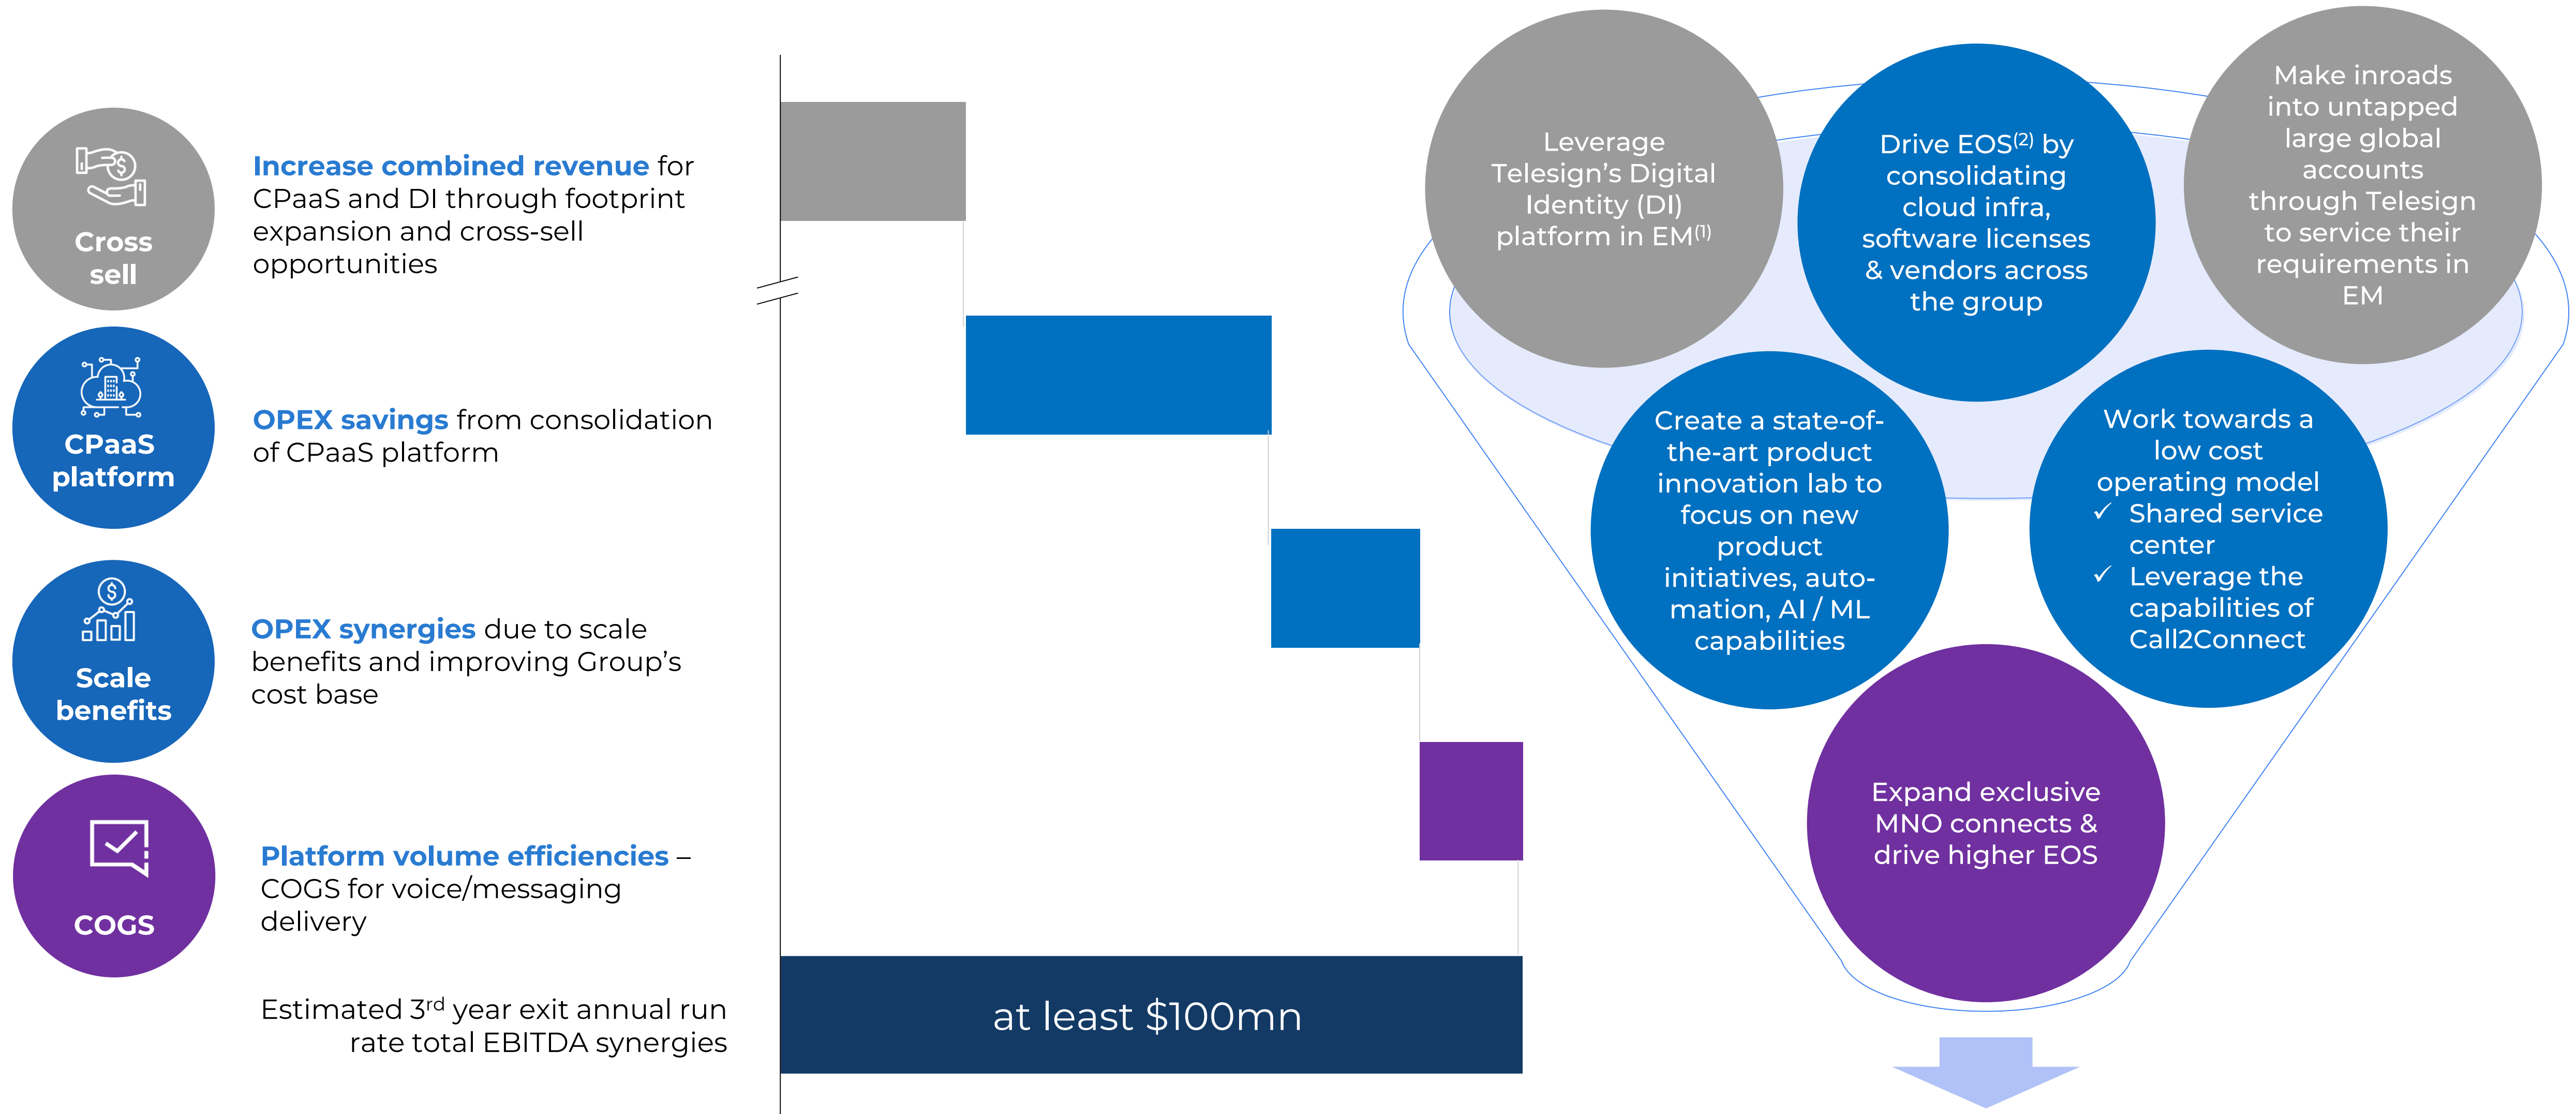 Cross
sell
Increase combined revenue for
CPaaS and DI through footprint
expansion and cross-sell
opportunities
CPaaS
platform
OPEX savings from consolidation
of CPaaS platform
Scale
benefits
OPEX synergies due to scale
benefits and improving Group’s
cost base
COGS
Platform volume efficiencies –
COGS for voice/messaging
delivery
Estimated 3rd year exit annual run
rate total EBITDA synergies
at least $100mn
Leverage
Telesign’s Digital
Identity (DI)
platform in EM(1)
Drive EOS(2) by
consolidating
cloud infra,
software licenses
& vendors across
the group
Make inroads
into untapped
large global
accounts
through Telesign
to service their
requirements in
EM
Create a state-of-
the-art product
innovation lab to
focus on new
product
initiatives, auto-
mation, AI / ML
capabilities
Work towards a
low cost
operating model
✓ Shared service
center
✓ Leverage the
capabilities of
Call2Connect
Expand exclusive
MNO connects &
drive higher EOS